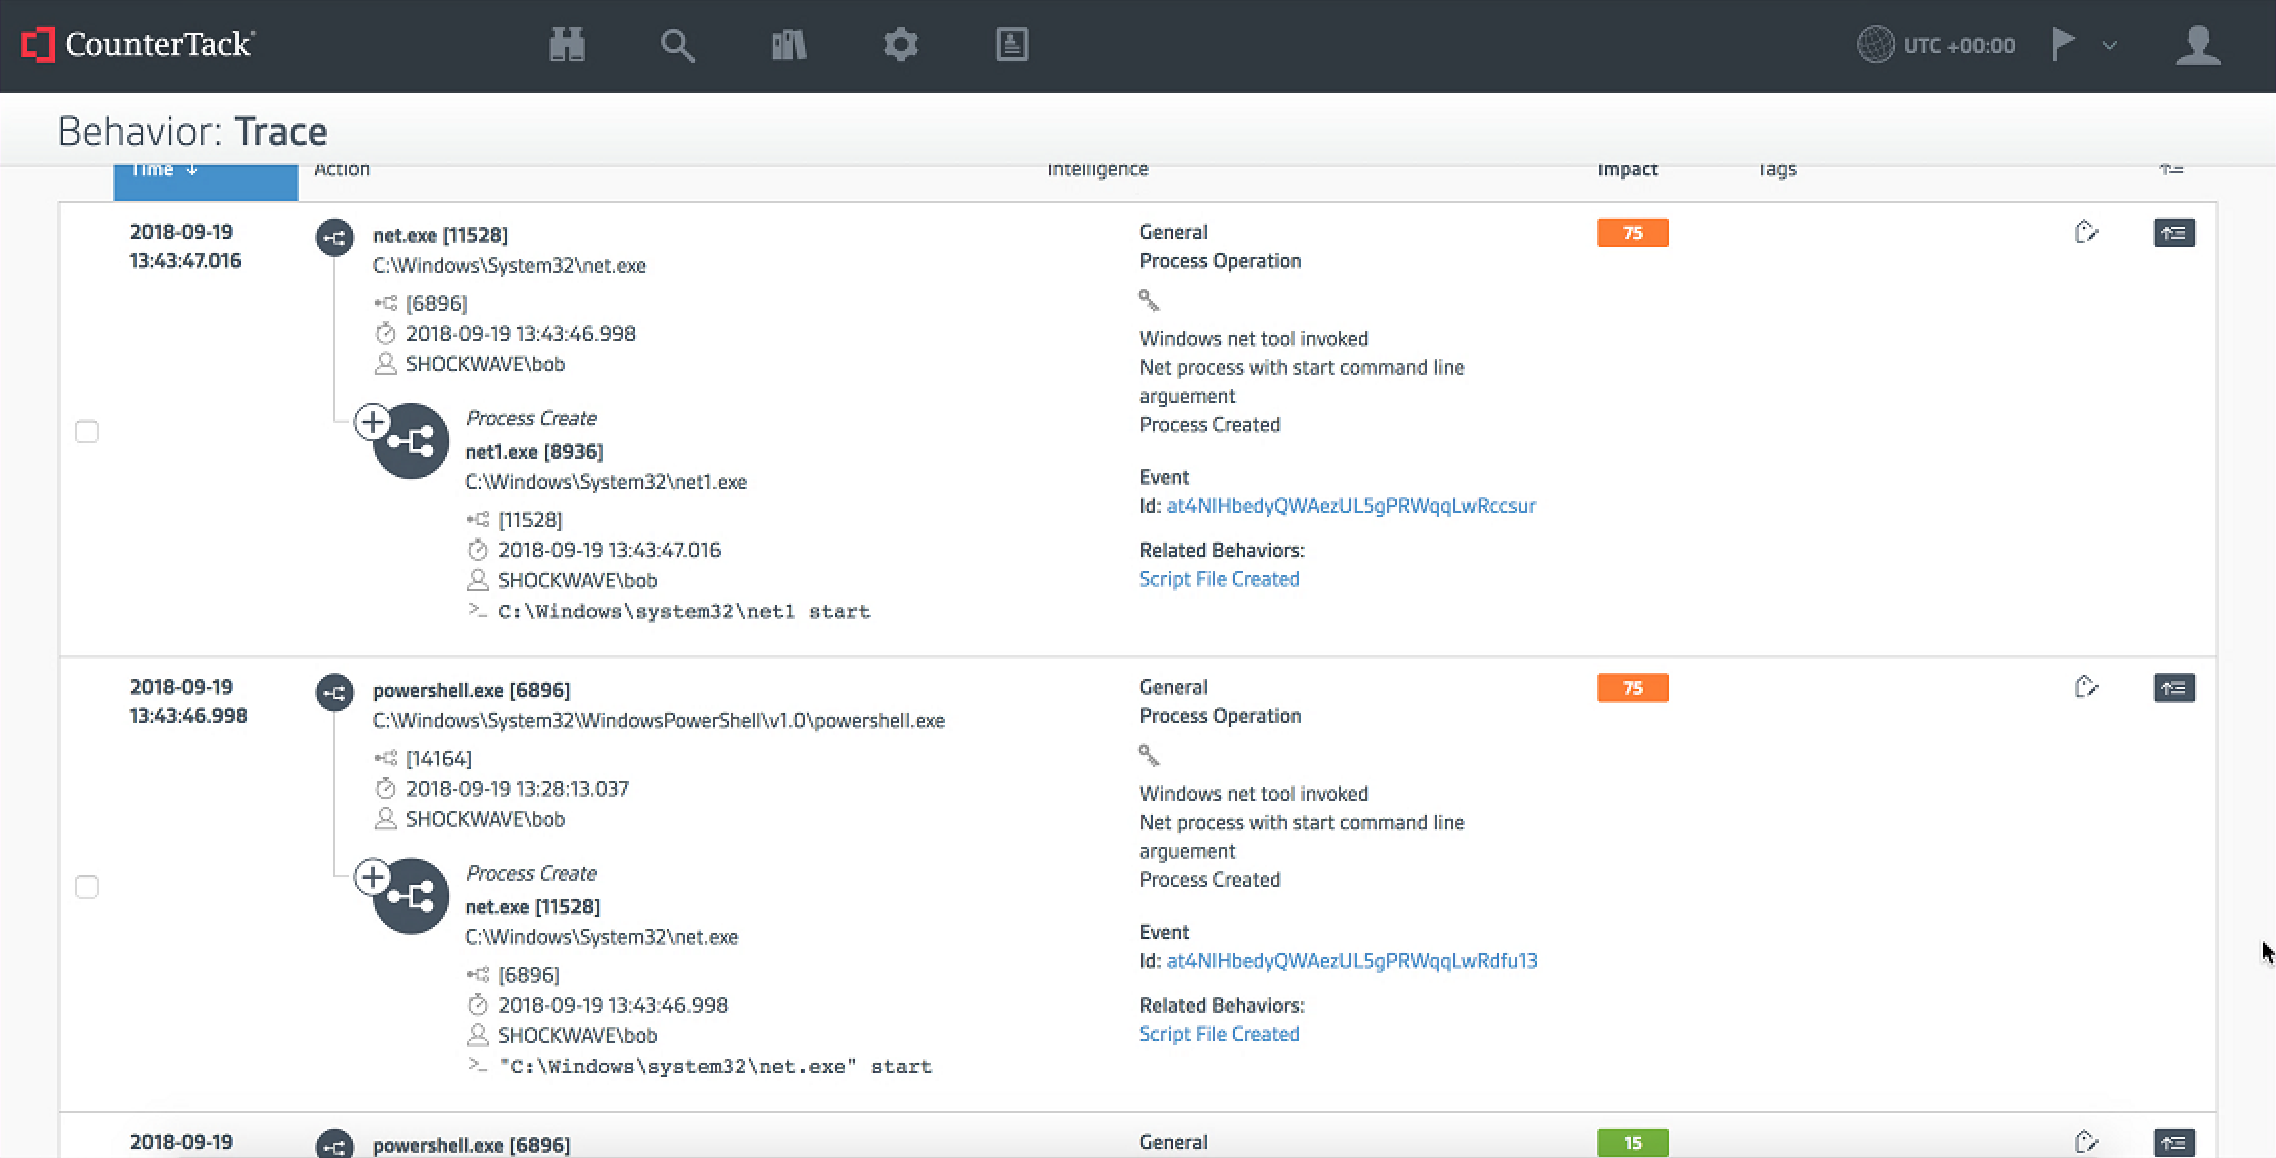 CounterTack
UTC +00:00
Behavior: Trace
Time ↓ Action Intelligence Impact Tags
2018-09-19
13:43:47.016
net.exe [11528]
C:\Windows\System32\net.exe
[6896]
2018-09-19 13:43:46.998
SHOCKWAVE\bob
Process Create
net1.exe [8936]
C:\Windows\System32\net1.exe
[11528]
2018-09-19 13:43:47.016
SHOCKWAVE\bob
>_ C:\Windows\system32\net1 start
General
Process Operation
Windows net tool invoked
Net process with start command line
arguement
Process Created
Event
Id: at4NIHbedyQWAezUL5gPRWqqLwRccsur
Related Behaviors:
Script File Created
75
2018-09-19
13:43:46.998
powershell.exe [6896]
C:\Windows\System32\WindowsPowerShell\v1.0\powershell.exe
[14164]
2018-09-19 13:28:13.037
SHOCKWAVE\bob
Process Create
net.exe [11528]
C:\Windows\System32\net.exe
[6896]
2018-09-19 13:43:46.998
SHOCKWAVE\bob
>_ "C:\Windows\system32\net.exe" start
General
Process Operation
Windows net tool invoked
Net process with start command line
arguement
Process Created
Event
Id: at4NIHbedyQWAezUL5gPRWqqLwRdfu13
Related Behaviors:
Script File Created
75
2018-09-19
powershell.exe [6896]
General
15